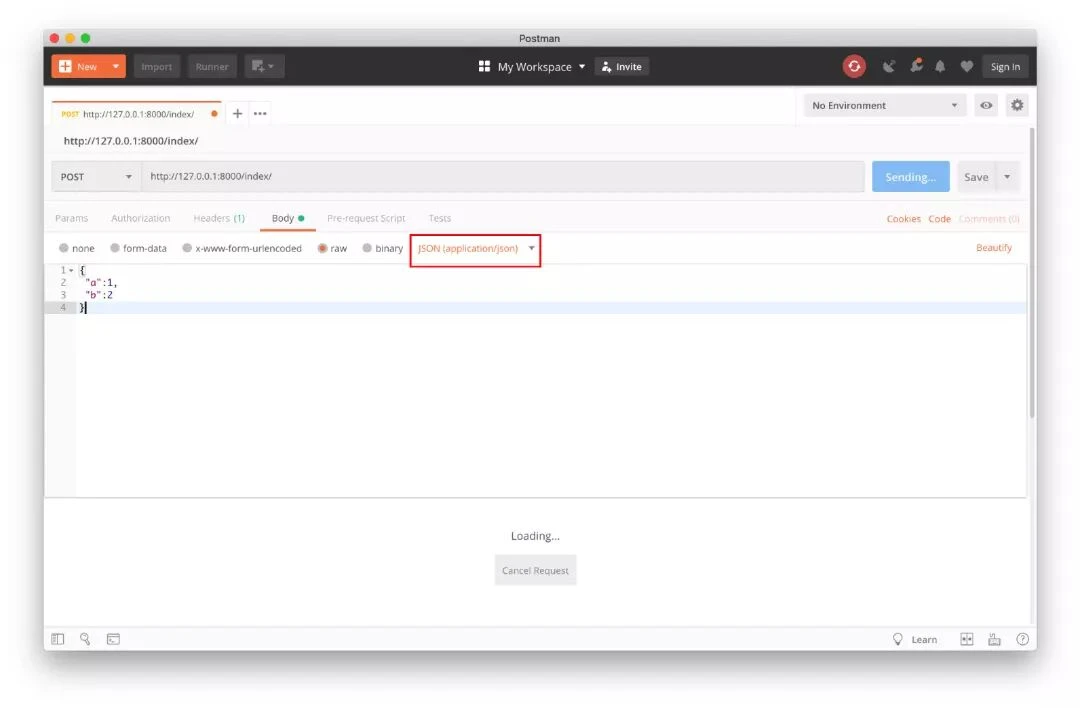 Postman
New Import Runner My Workspace Invite Sign In
POST http://127.0.0.1:8000/index/ + ••• No Environment
http://127.0.0.1:8000/index/
POST http://127.0.0.1:8000/index/ Sending... Save
Params Authorization Headers (1) Body Pre-request Script Tests Cookies Code Comments (0)
none form-data x-www-form-urlencoded raw binary JSON (application/json) Beautify
1 {
2 "a":1,
3 "b":2
4 }
Loading...
Cancel Request
Learn